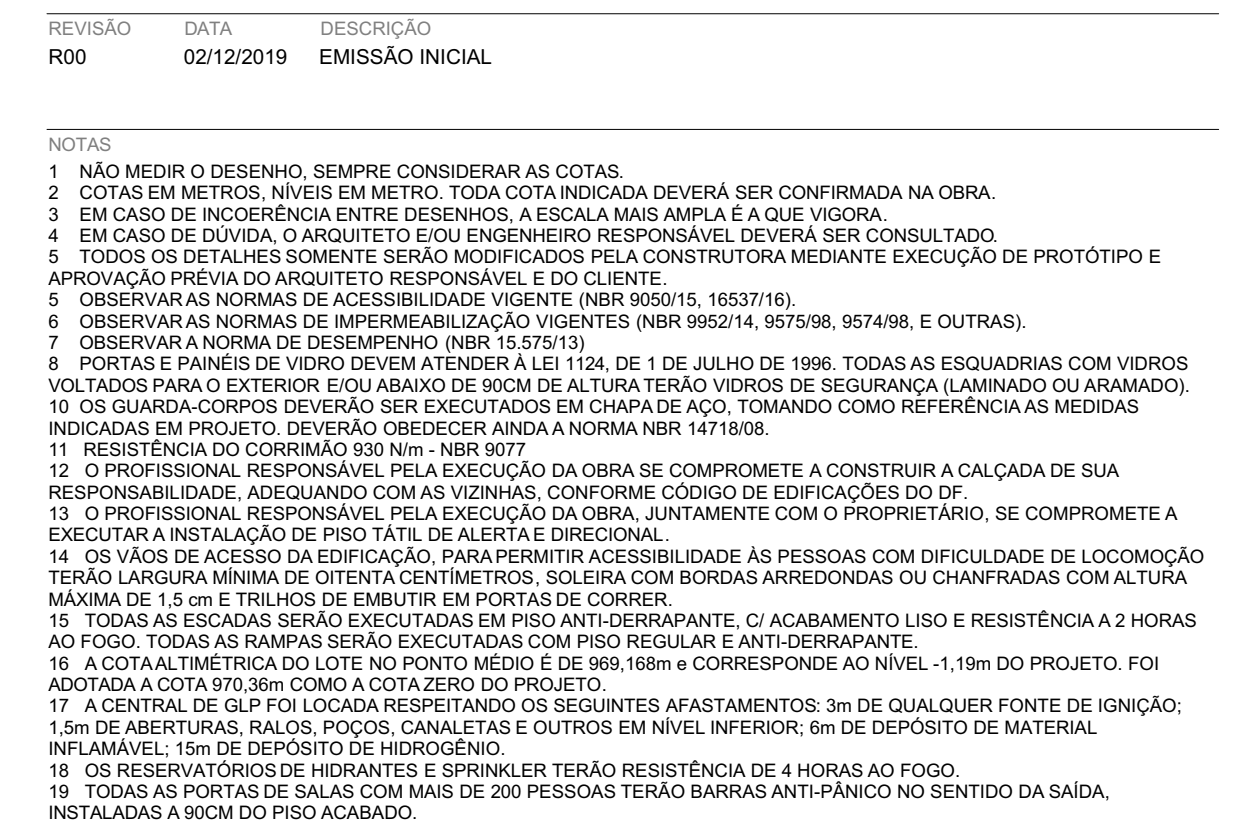 REVISÃO DATA DESCRIÇÃO
R00 02/12/2019 EMISSÃO INICIAL
NOTAS
1 NÃO MEDIR O DESENHO, SEMPRE CONSIDERAR AS COTAS.
2 COTAS EM METROS, NÍVEIS EM METRO. TODA COTA INDICADA DEVERÁ SER CONFIRMADA NA OBRA.
3 EM CASO DE INCOERÊNCIA ENTRE DESENHOS, A ESCALA MAIS AMPLA É A QUE VIGORA.
4 EM CASO DE DÚVIDA, O ARQUITETO E/OU ENGENHEIRO RESPONSÁVEL DEVERÁ SER CONSULTADO.
5 TODOS OS DETALHES SOMENTE SERÃO MODIFICADOS PELA CONSTRUTORA MEDIANTE EXECUÇÃO DE PROTÓTIPO E
APROVAÇÃO PRÉVIA DO ARQUITETO RESPONSÁVEL E DO CLIENTE.
5 OBSERVAR AS NORMAS DE ACESSIBILIDADE VIGENTE (NBR 9050/15, 16537/16).
6 OBSERVAR AS NORMAS DE IMPERMEABILIZAÇÃO VIGENTES (NBR 9952/14, 9575/98, 9574/98, E OUTRAS).
7 OBSERVAR A NORMA DE DESEMPENHO (NBR 15.575/13)
8 PORTAS E PAINÉIS DE VIDRO DEVEM ATENDER À LEI 1124, DE 1 DE JULHO DE 1996. TODAS AS ESQUADRIAS COM VIDROS
VOLTADOS PARA O EXTERIOR E/OU ABAIXO DE 90CM DE ALTURA TERÃO VIDROS DE SEGURANÇA (LAMINADO OU ARAMADO).
10 OS GUARDA-CORPOS DEVERÃO SER EXECUTADOS EM CHAPA DE AÇO, TOMANDO COMO REFERÊNCIA AS MEDIDAS
INDICADAS EM PROJETO. DEVERÃO OBEDECER AINDA A NORMA NBR 14718/08.
11 RESISTÊNCIA DO CORRIMÃO 930 N/m - NBR 9077
12 O PROFISSIONAL RESPONSÁVEL PELA EXECUÇÃO DA OBRA SE COMPROMETE A CONSTRUIR A CALÇADA DE SUA
RESPONSABILIDADE, ADEQUANDO COM AS VIZINHAS, CONFORME CÓDIGO DE EDIFICAÇÕES DO DF.
13 O PROFISSIONAL RESPONSÁVEL PELA EXECUÇÃO DA OBRA, JUNTAMENTE COM O PROPRIETÁRIO, SE COMPROMETE A
EXECUTAR A INSTALAÇÃO DE PISO TÁTIL DE ALERTA E DIRECIONAL.
14 OS VÃOS DE ACESSO DA EDIFICAÇÃO, PARA PERMITIR ACESSIBILIDADE ÀS PESSOAS COM DIFICULDADE DE LOCOMOÇÃO
TERÃO LARGURA MÍNIMA DE OITENTA CENTÍMETROS, SOLEIRA COM BORDAS ARREDONDAS OU CHANFRADAS COM ALTURA
MÁXIMA DE 1,5 cm E TRILHOS DE EMBUTIR EM PORTAS DE CORRER.
15 TODAS AS ESCADAS SERÃO EXECUTADAS EM PISO ANTI-DERRAPANTE, C/ ACABAMENTO LISO E RESISTÊNCIA A 2 HORAS
AO FOGO. TODAS AS RAMPAS SERÃO EXECUTADAS COM PISO REGULAR E ANTI-DERRAPANTE.
16 A COTA ALTIMÉTRICA DO LOTE NO PONTO MÉDIO É DE 969,168m e CORRESPONDE AO NÍVEL -1,19m DO PROJETO. FOI
ADOTADA A COTA 970,36m COMO A COTA ZERO DO PROJETO.
17 A CENTRAL DE GLP FOI LOCADA RESPEITANDO OS SEGUINTES AFASTAMENTOS: 3m DE QUALQUER FONTE DE IGNIÇÃO;
1,5m DE ABERTURAS, RALOS, POÇOS, CANALETAS E OUTROS EM NÍVEL INFERIOR; 6m DE DEPÓSITO DE MATERIAL
INFLAMÁVEL; 15m DE DEPÓSITO DE HIDROGÊNIO.
18 OS RESERVATÓRIOS DE HIDRANTES E SPRINKLER TERÃO RESISTÊNCIA DE 4 HORAS AO FOGO.
19 TODAS AS PORTAS DE SALAS COM MAIS DE 200 PESSOAS TERÃO BARRAS ANTI-PÂNICO NO SENTIDO DA SAÍDA,
INSTALADAS A 90CM DO PISO ACABADO.